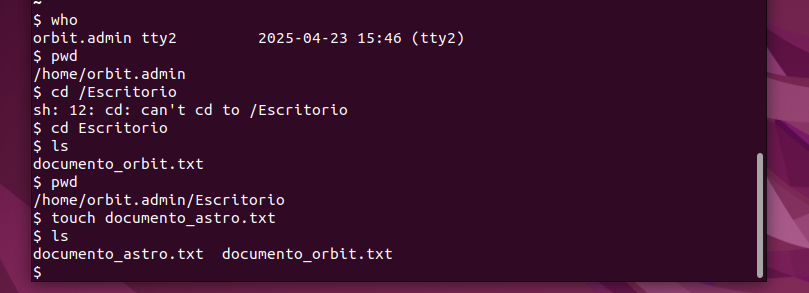 ~
$ who
orbit.admin tty2         2025-04-23 15:46 (tty2)
$ pwd
/home/orbit.admin
$ cd /Escritorio
sh: 12: cd: can't cd to /Escritorio
$ cd Escritorio
$ ls
documento_orbit.txt
$ pwd
/home/orbit.admin/Escritorio
$ touch documento_astro.txt
$ ls
documento_astro.txt  documento_orbit.txt
$